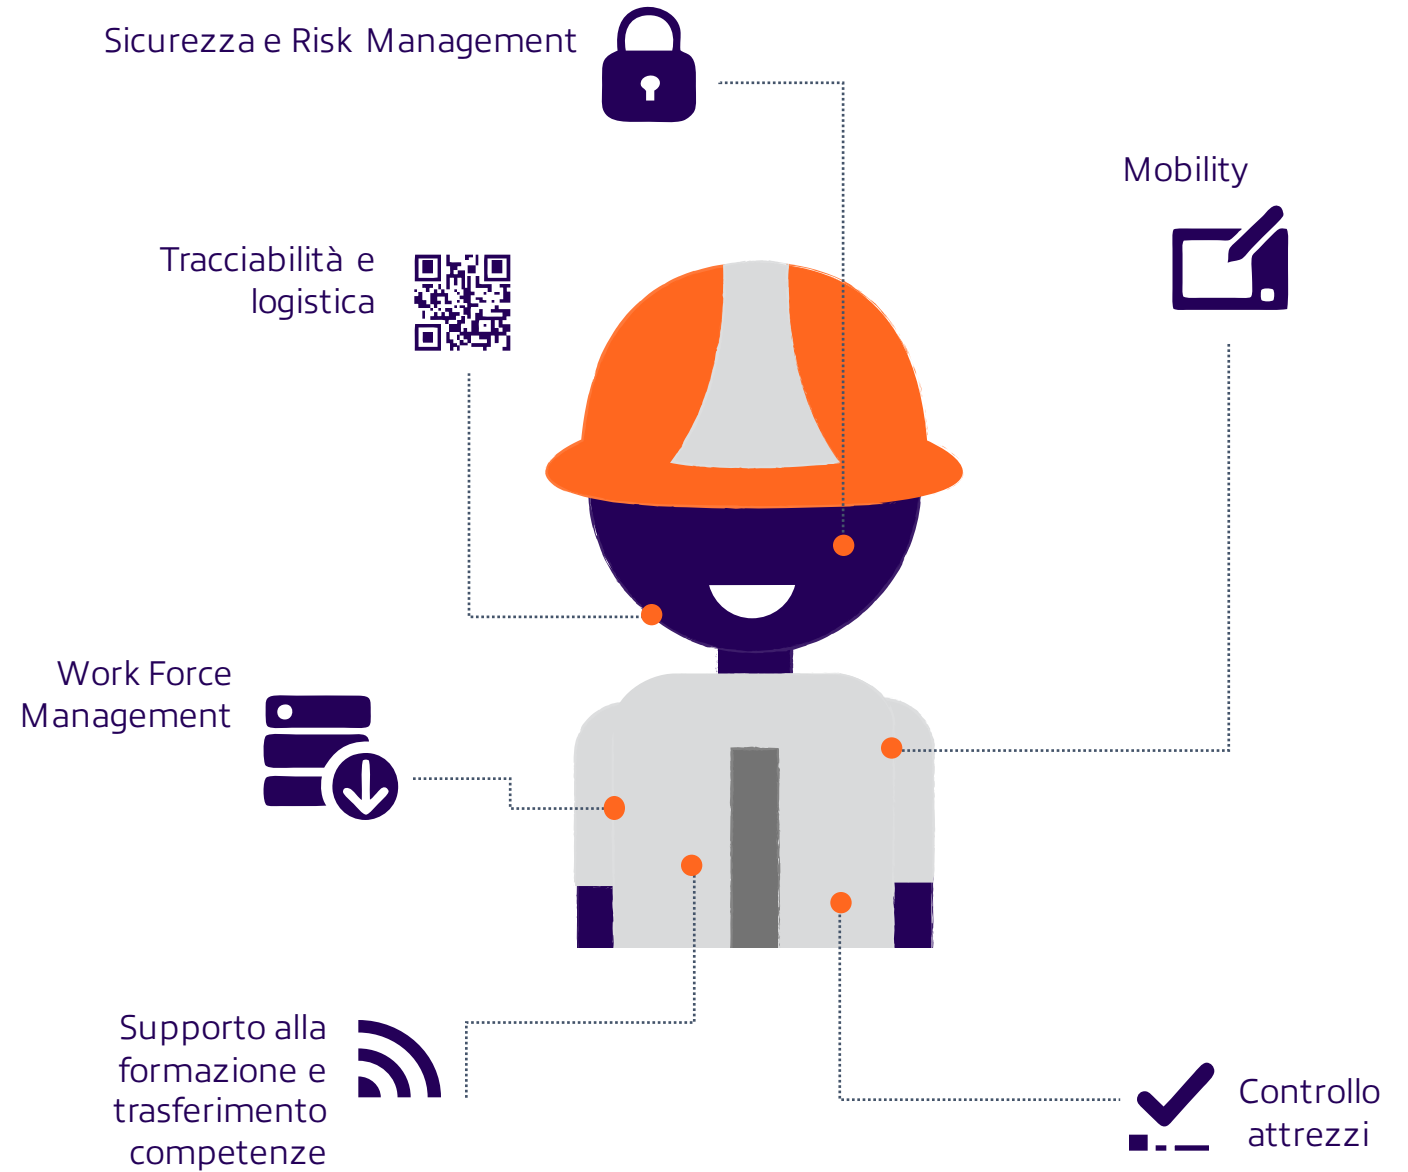 Sicurezza e Risk Management
Mobility
Tracciabilità e
logistica
Work Force
Management
Supporto alla
formazione e
trasferimento
competenze
Controllo
attrezzi